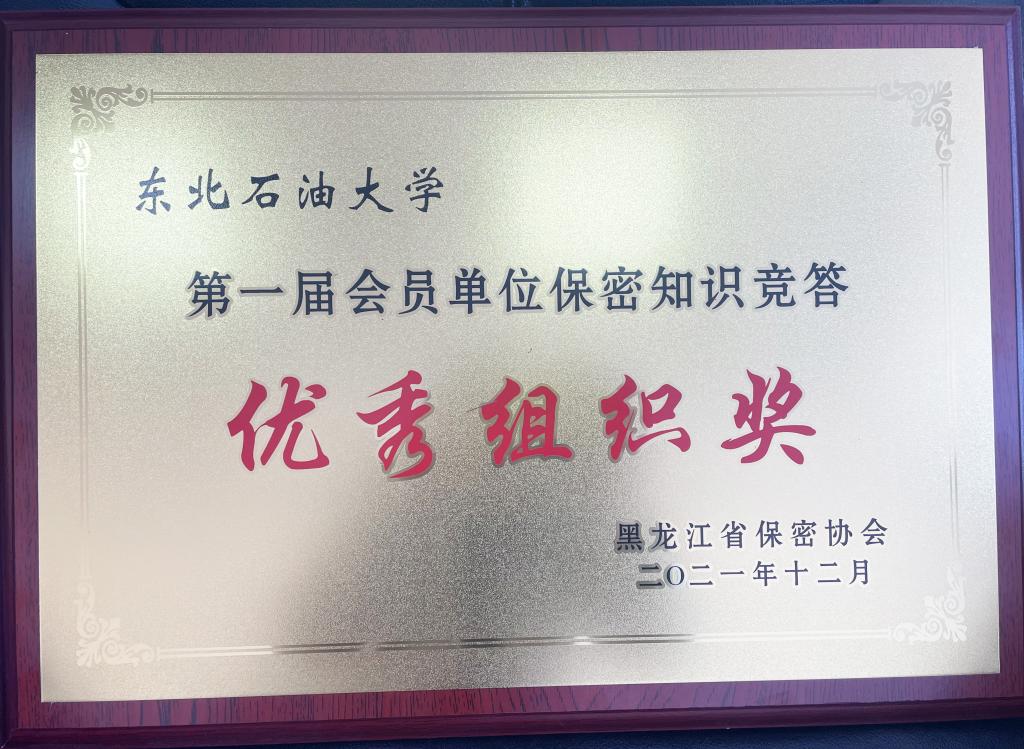 东北石油大学
第一届会员单位保密知识竞答
优秀组织奖
黑龙江省保密协会
二〇二一年十二月